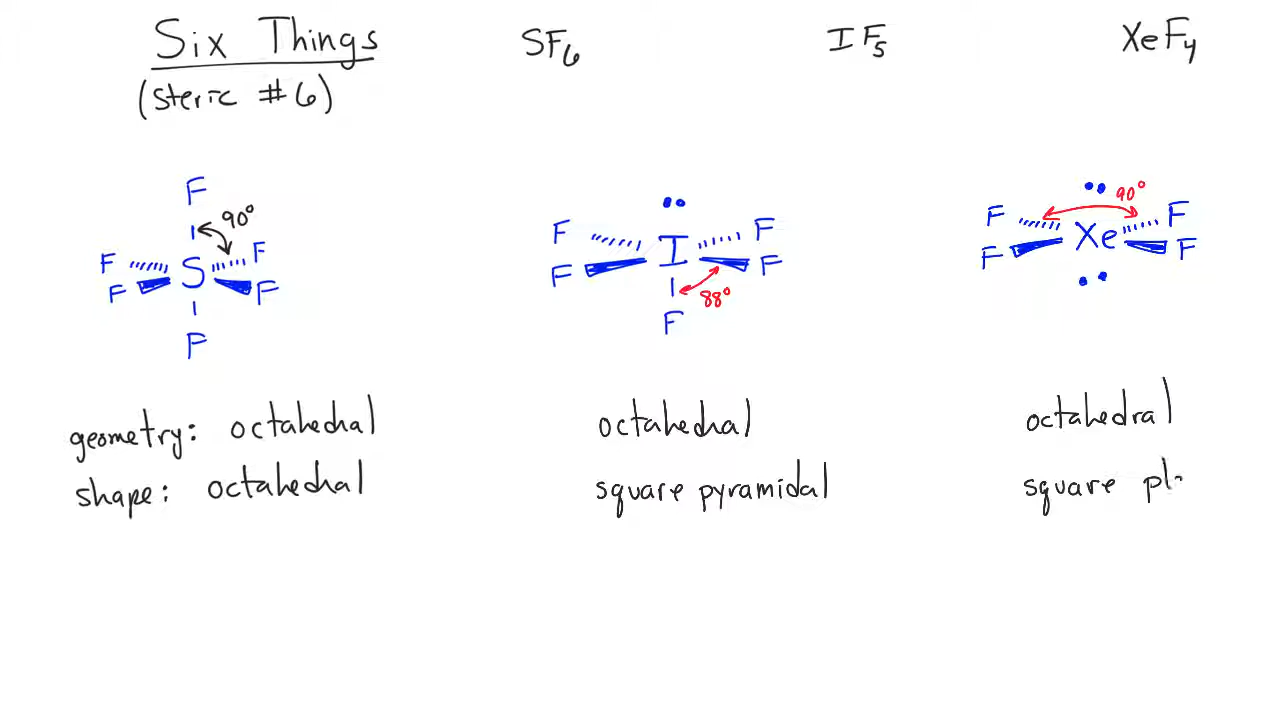 Six Things SF6 IF5 XeF4
(steric #6)
F
90°
F F
S
F F
F
F F
I
F F
88°
F
90°
F F
Xe
F F
geometry: octahedral octahedral octahedral
shape: octahedral square pyramidal square pl